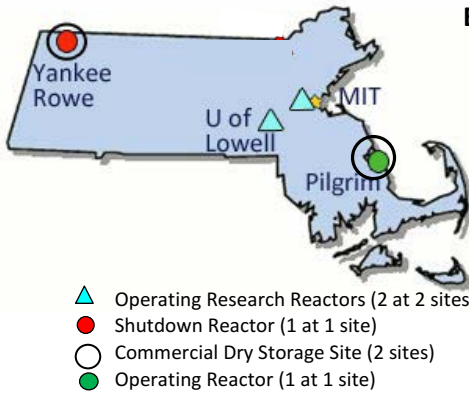 E
Yankee
Rowe
MIT
U of
Lowell
Pilgrim
Operating Research Reactors (2 at 2 sites
Shutdown Reactor (1 at 1 site)
Commercial Dry Storage Site (2 sites)
Operating Reactor (1 at 1 site)